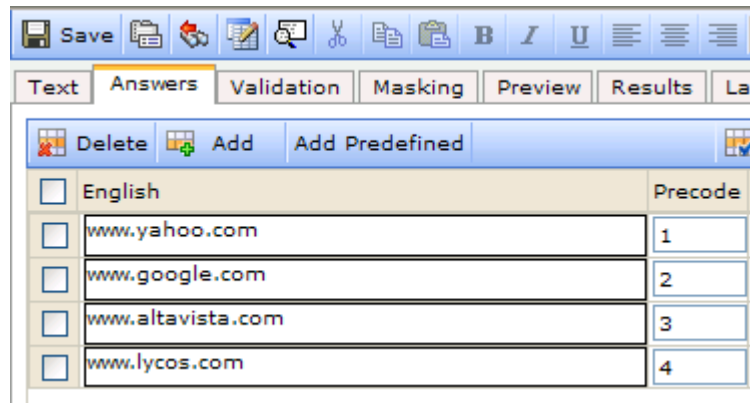 Save B I U
Text Answers Validation Masking Preview Results La
Delete Add Add Predefined
English Precode
www.yahoo.com 1
www.google.com 2
www.altavista.com 3
www.lycos.com 4